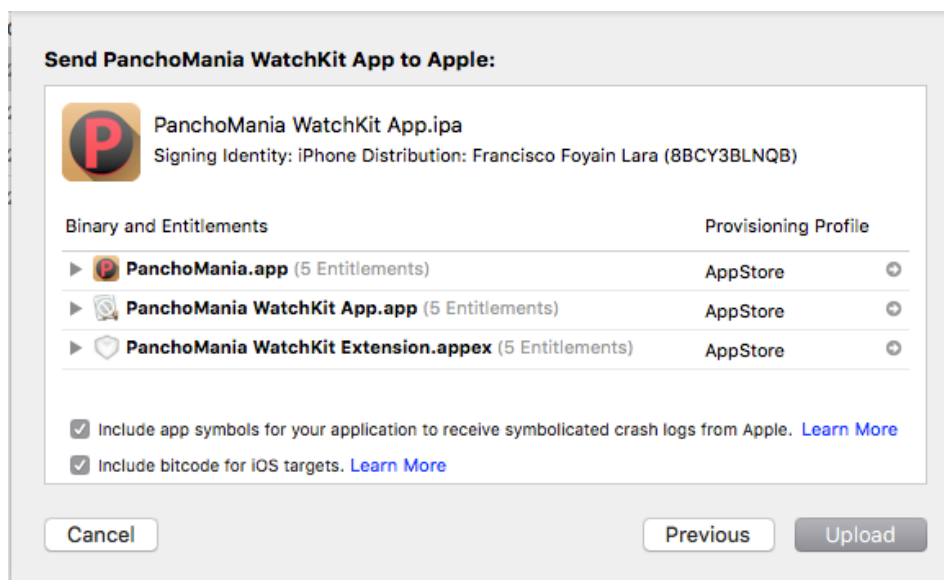 Send PanchoMania WatchKit App to Apple:
P
PanchoMania WatchKit App.ipa
Signing Identity: iPhone Distribution: Francisco Foyain Lara (8BCY3BLNQB)
Binary and Entitlements Provisioning Profile
PanchoMania.app (5 Entitlements) AppStore
PanchoMania WatchKit App.app (5 Entitlements) AppStore
PanchoMania WatchKit Extension.appex (5 Entitlements) AppStore
Include app symbols for your application to receive symbolicated crash logs from Apple. Learn More
Include bitcode for iOS targets. Learn More
Cancel Previous Upload